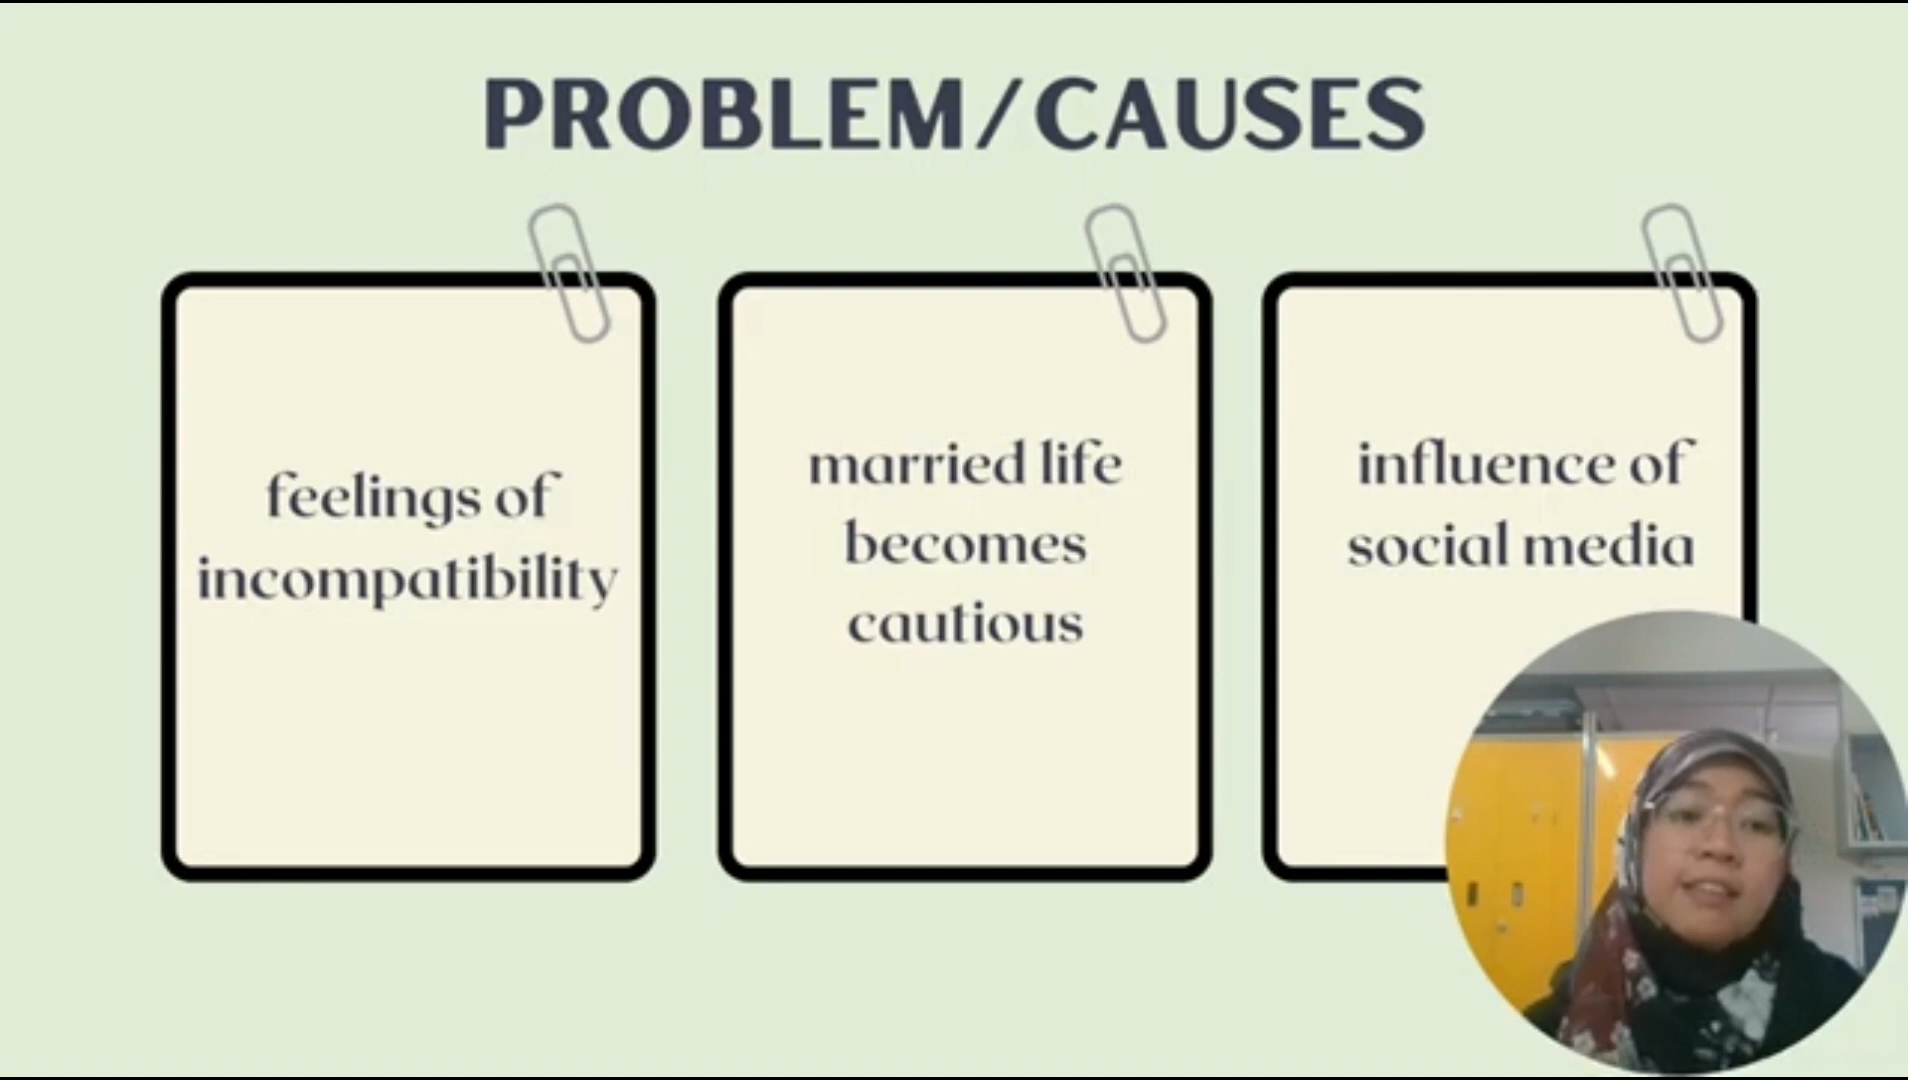 PROBLEM/CAUSES
feelings of
incompatibility
married life
becomes
cautious
influence of
social media